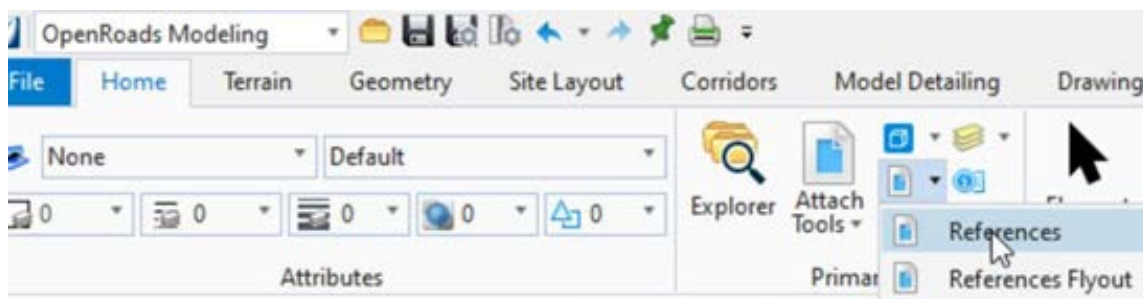 OpenRoads Modeling
File Home Terrain Geometry Site Layout Corridors Model Detailing Drawing
None Default
0 0 0 0 0
Explorer Attach Tools
References
Attributes
References Flyout